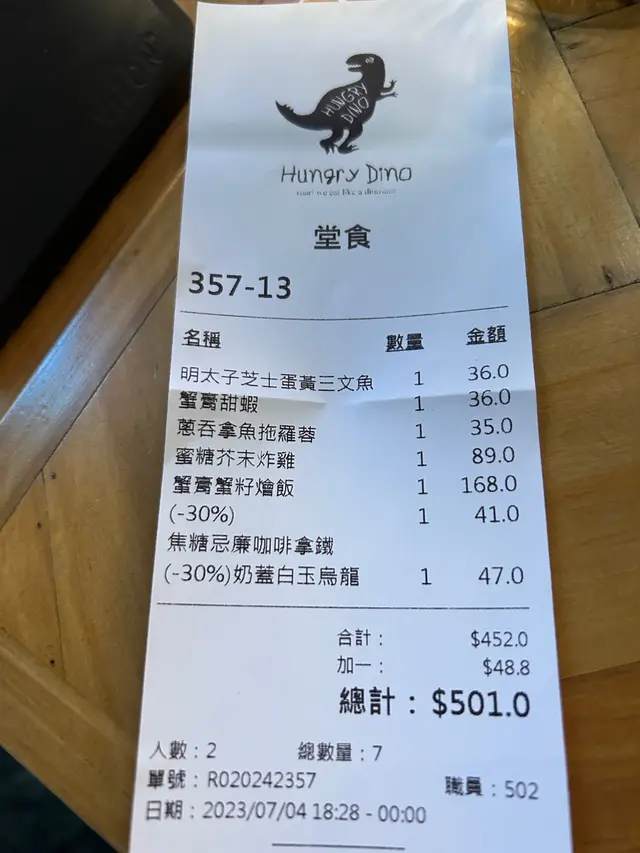 HUNGRY
DINO
Hungry Dino
堂食
357-13
名稱 數量 金額
明太子芝士蛋黃三文魚 1 36.0
蟹膏甜蝦 1 36.0
蔥吞拿魚拖羅蓉 1 35.0
蜜糖芥末炸雞 1 89.0
蟹膏蟹籽燴飯 1 168.0
(-30%) 1 41.0
焦糖忌廉咖啡拿鐵
(-30%)奶蓋白玉烏龍 1 47.0
合計： $452.0
加一： $48.8
總計：$501.0
人數：2 總數量：7
單號：R020242357 職員：502
日期：2023/07/04 18:28 - 00:00